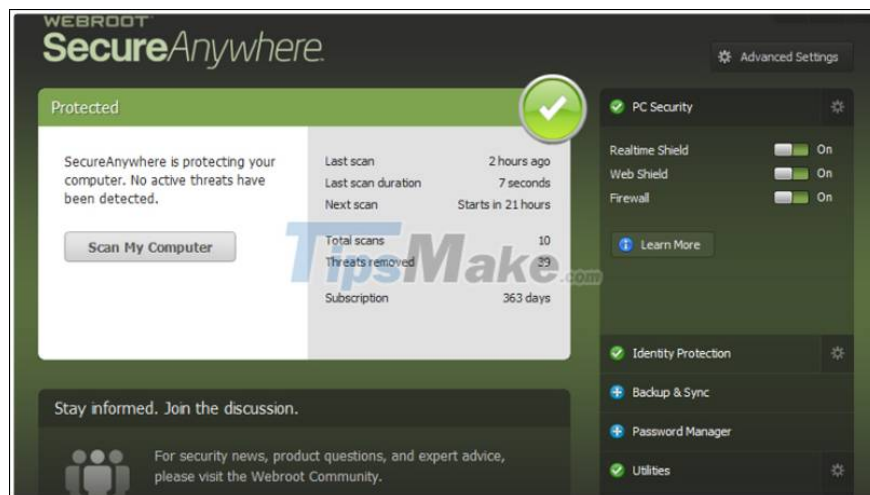 WEBROOT
SecureAnywhere
Advanced Settings
Protected
SecureAnywhere is protecting your
computer. No active threats have
been detected.
Scan My Computer
Last scan 2 hours ago
Last scan duration 7 seconds
Next scan Starts in 21 hours
Total scans 10
Threats removed 39
Subscription 363 days
TipsMake.com
PC Security
Realtime Shield On
Web Shield On
Firewall On
Learn More
Identity Protection
Backup & Sync
Password Manager
Utilities
Stay informed. Join the discussion.
For security news, product questions, and expert advice,
please visit the Webroot Community.